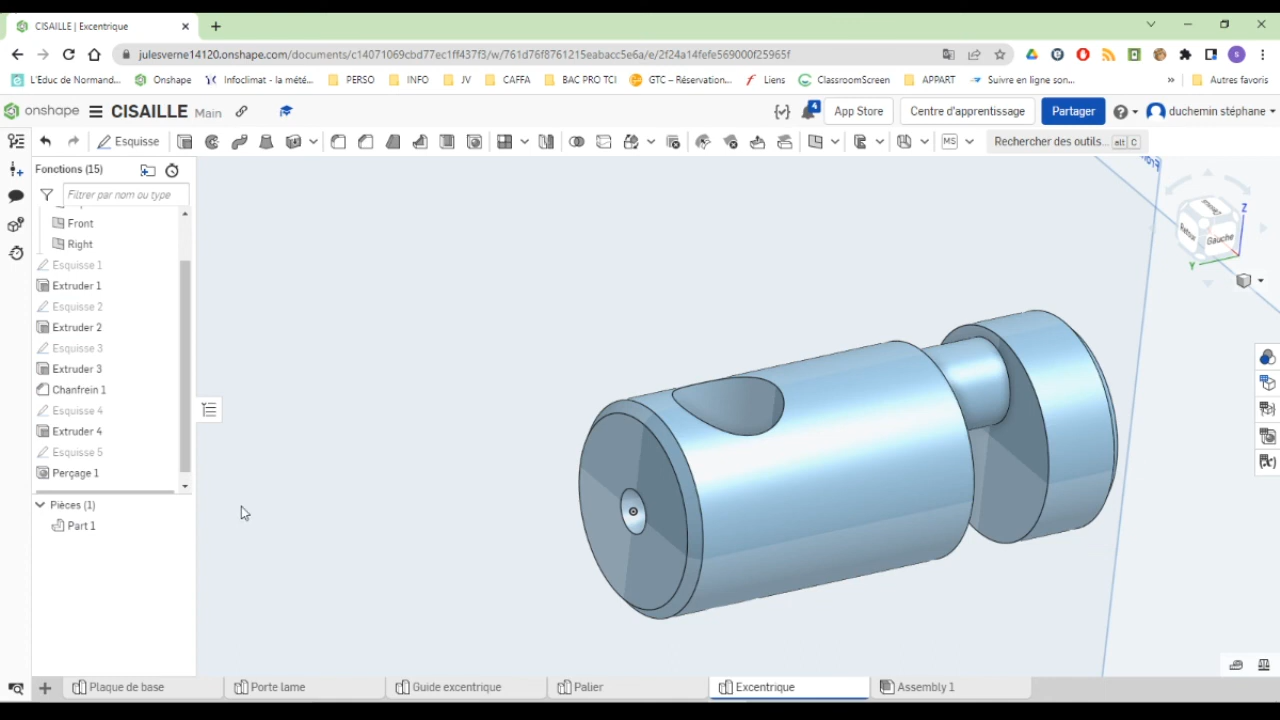 CISAILLE | Excentrique
julesverne14120.onshape.com/documents/c14071069cbd77ec1ff437f3/w/761d76f8761215eabacc5e6a/e/2f24a14fefe569000f25965f
L'Educ de Normand... Onshape Infoclimat - la mété... PERSO INFO JV CAFFA BAC PRO TCI GTC – Réservation... Liens ClassroomScreen APPART Suivre en ligne son... » Autres favoris
onshape CISAILLE Main 4 App Store Centre d'apprentissage Partager duchemin stéphane
Esquisse MS Rechercher des outils... alt C
Fonctions (15)
Filtrer par nom ou type
Front
Right
Esquisse 1
Extruder 1
Esquisse 2
Extruder 2
Esquisse 3
Extruder 3
Chanfrein 1
Esquisse 4
Extruder 4
Esquisse 5
Perçage 1
Pièces (1)
Part 1
Z
Dessus
Gauche
Y
Plaque de base Porte lame Guide excentrique Palier Excentrique Assembly 1